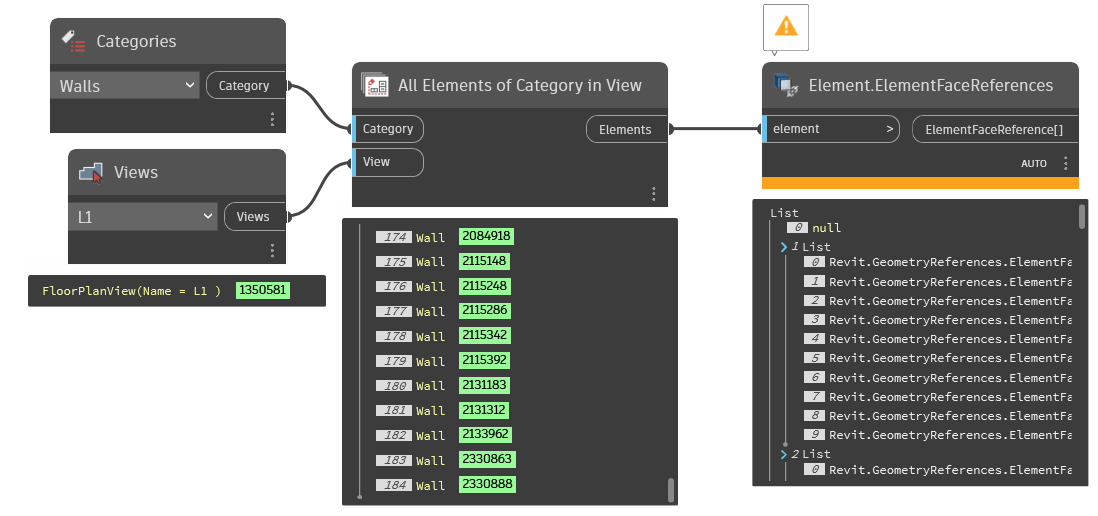 Categories
Walls
Category
Views
L1
Views
FloorPlanView(Name = L1 ) 1350581
All Elements of Category in View
Category
Elements
View
174 Wall 2084918
175 Wall 2115148
176 Wall 2115248
177 Wall 2115286
178 Wall 2115342
179 Wall 2115392
180 Wall 2131183
181 Wall 2131312
182 Wall 2133962
183 Wall 2330863
184 Wall 2330888
Element.ElementFaceReferences
element > ElementFaceReference[]
AUTO
List
0 null
1 List
0 Revit.GeometryReferences.ElementFa
1 Revit.GeometryReferences.ElementFa
2 Revit.GeometryReferences.ElementFa
3 Revit.GeometryReferences.ElementFa
4 Revit.GeometryReferences.ElementFa
5 Revit.GeometryReferences.ElementFa
6 Revit.GeometryReferences.ElementFa
7 Revit.GeometryReferences.ElementFa
8 Revit.GeometryReferences.ElementFa
9 Revit.GeometryReferences.ElementFa
2 List
0 Revit.GeometryReferences.ElementFa